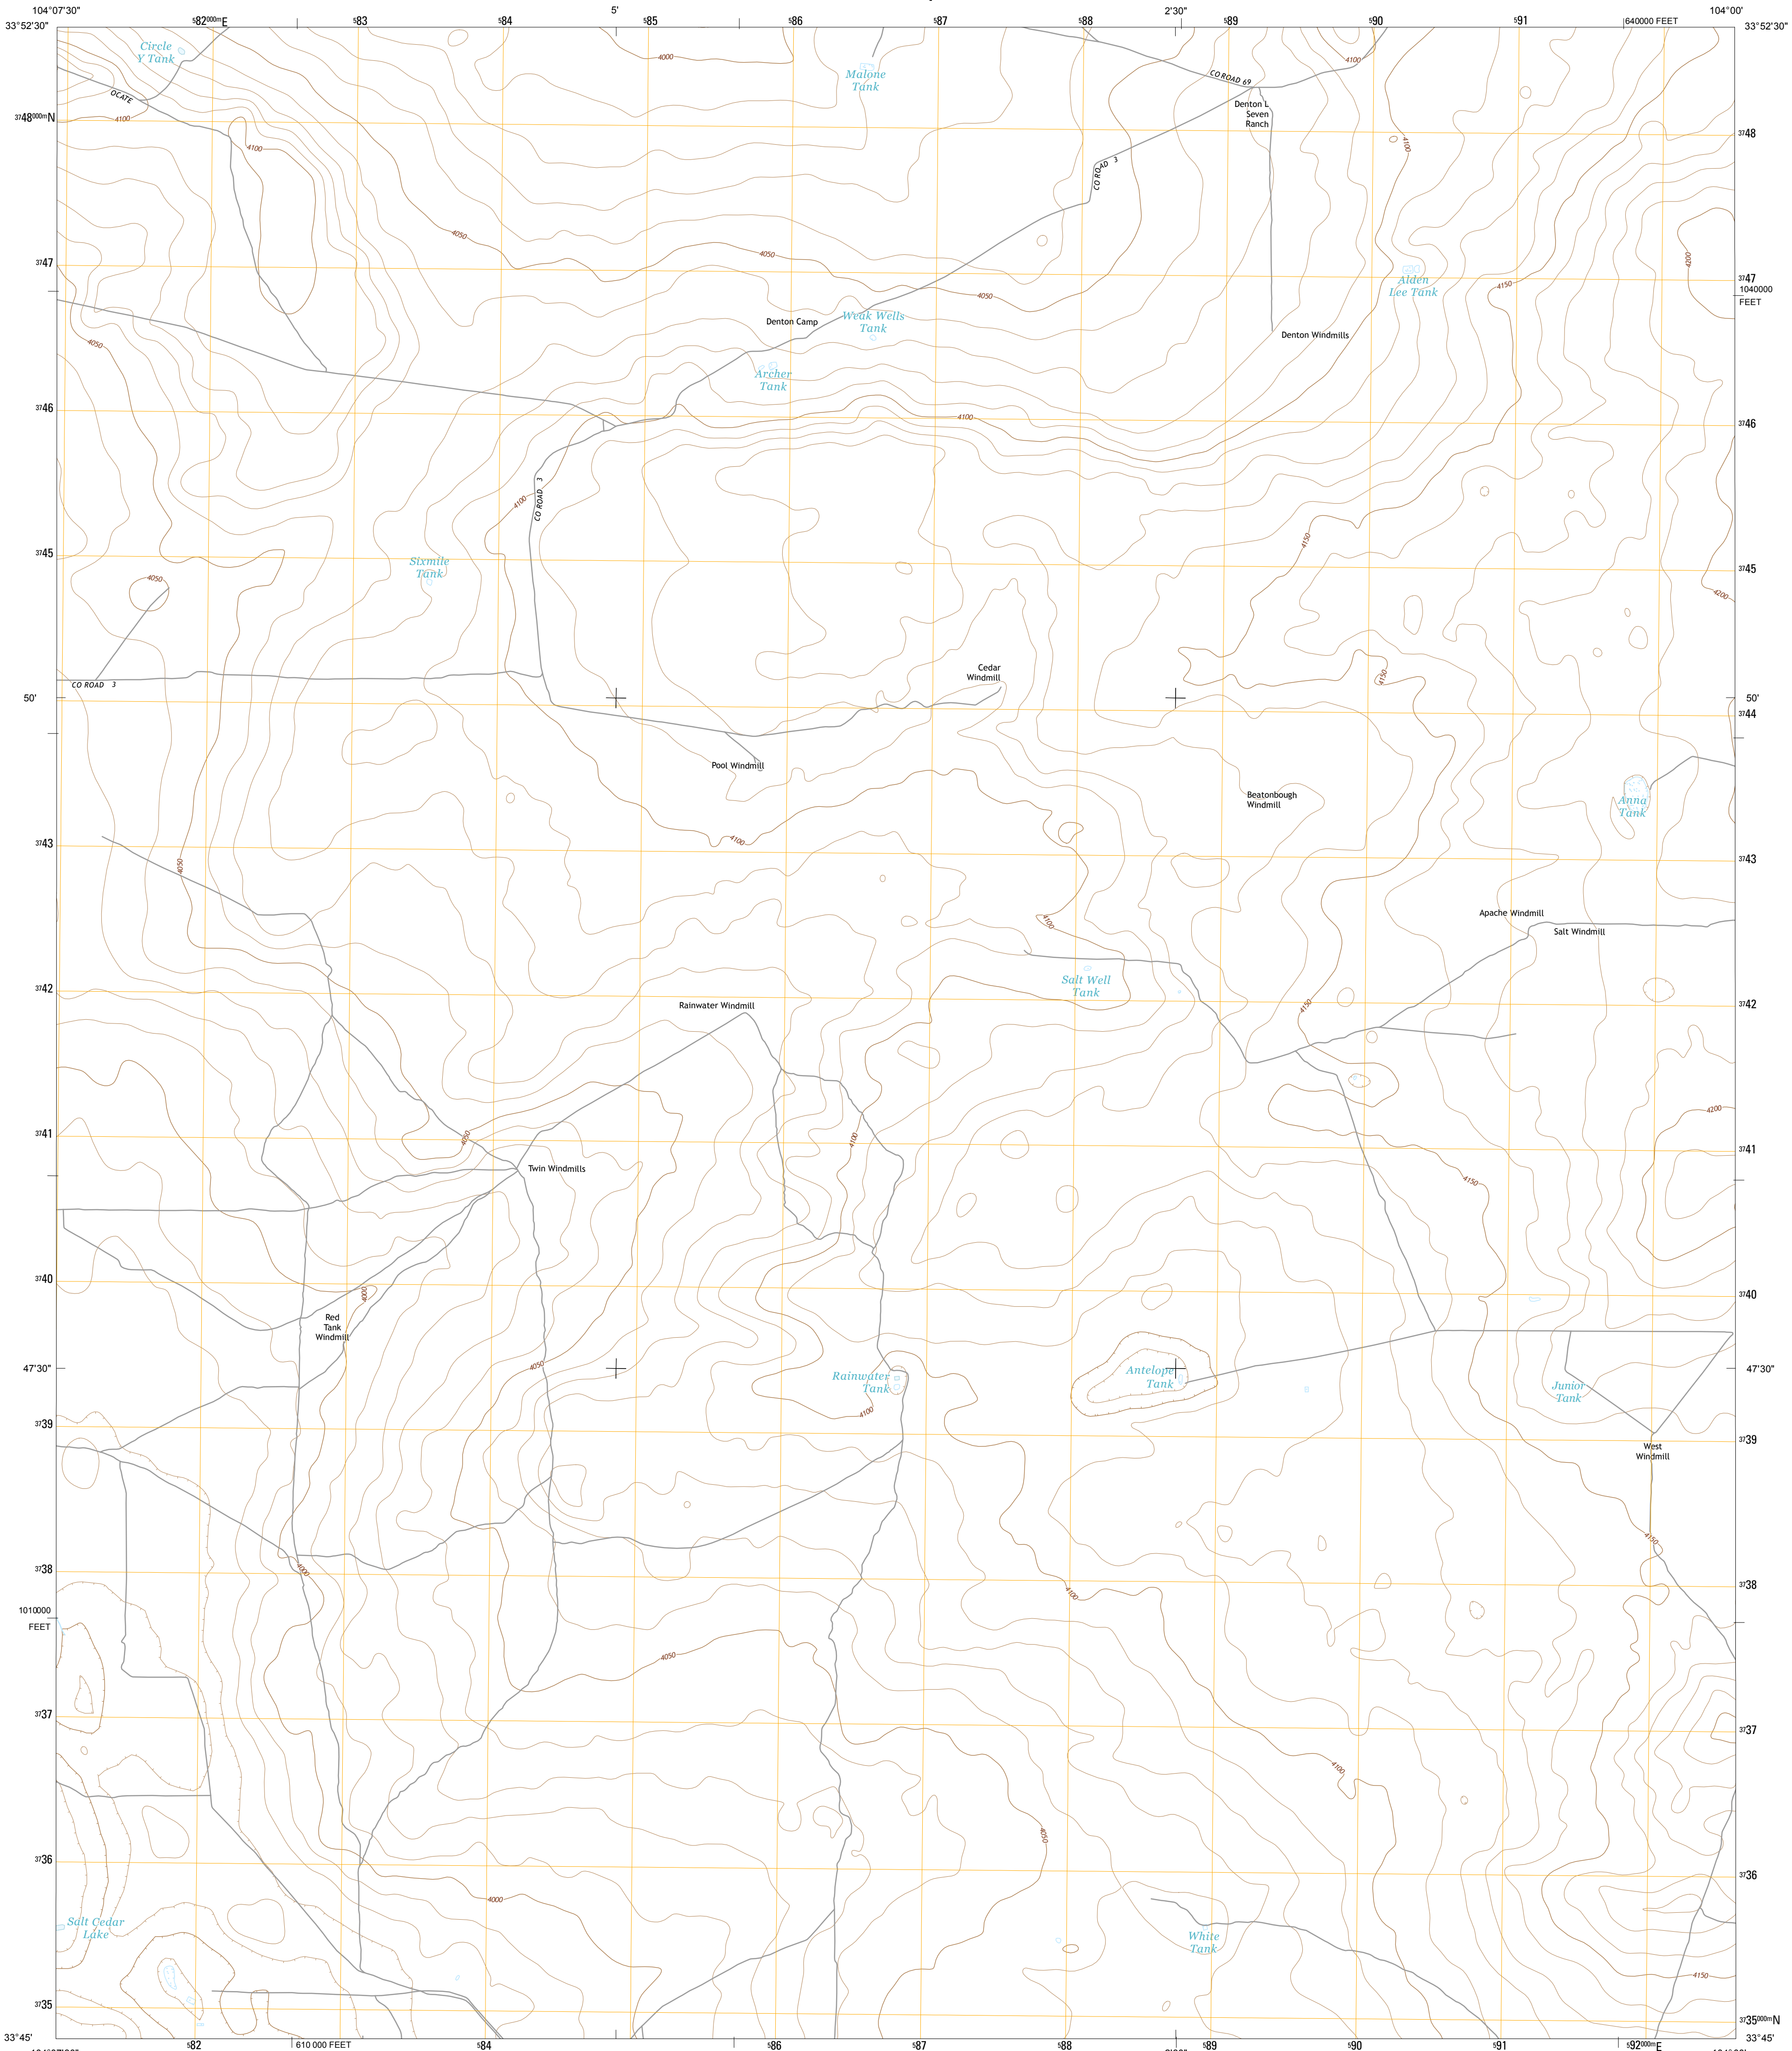 104°07'30"
⁵82⁰⁰⁰ᵐE
⁵83
⁵84
5'
⁵85
⁵86
⁵87
⁵88
2'30"
⁵89
⁵90
⁵91
640000 FEET
104°00'
33°52'30"
33°52'30"
Circle
Y Tank
4000
Malone
Tank
4100
CO ROAD 69
OCATE
Denton L
Seven
Ranch
³⁷48⁰⁰⁰ᵐN
4100
³⁷48
4100
4100
CO ROAD 3
4050
4050
³⁷47
4200
³⁷47
Alden
Lee Tank
4150
1040000
FEET
4050
Weak Wells
Tank
Denton Camp
Denton Windmills
4050
Archer
Tank
³⁷46
4100
³⁷46
4100
CO ROAD 3
4150
³⁷45
Sixmile
Tank
³⁷45
4050
4200
Cedar
Windmill
4150
CO ROAD 3
50'
50'
³⁷44
Pool Windmill
Beatonbough
Windmill
Anna
Tank
³⁷43
4100
4050
³⁷43
4100
Apache Windmill
Salt Windmill
Salt Well
Tank
³⁷42
Rainwater Windmill
4150
³⁷42
4200
³⁷41
4050
4100
³⁷41
Twin Windmills
4150
³⁷40
4000
³⁷40
Red
Tank
Windmill
4050
47'30"
47'30"
Rainwater
Tank
Antelope
Tank
Junior
Tank
4100
³⁷39
³⁷39
West
Windmill
4150
³⁷38
4000
³⁷38
4100
1010000
FEET
4050
³⁷37
³⁷37
4100
4050
³⁷36
³⁷36
4000
Salt Cedar
Lake
White
Tank
4150
³⁷35
³⁷35⁰⁰⁰ᵐN
33°45'
33°45'
⁵82
610 000 FEET
⁵84
⁵86
⁵87
⁵88
⁵89
⁵90
⁵91
⁵92⁰⁰⁰ᵐE